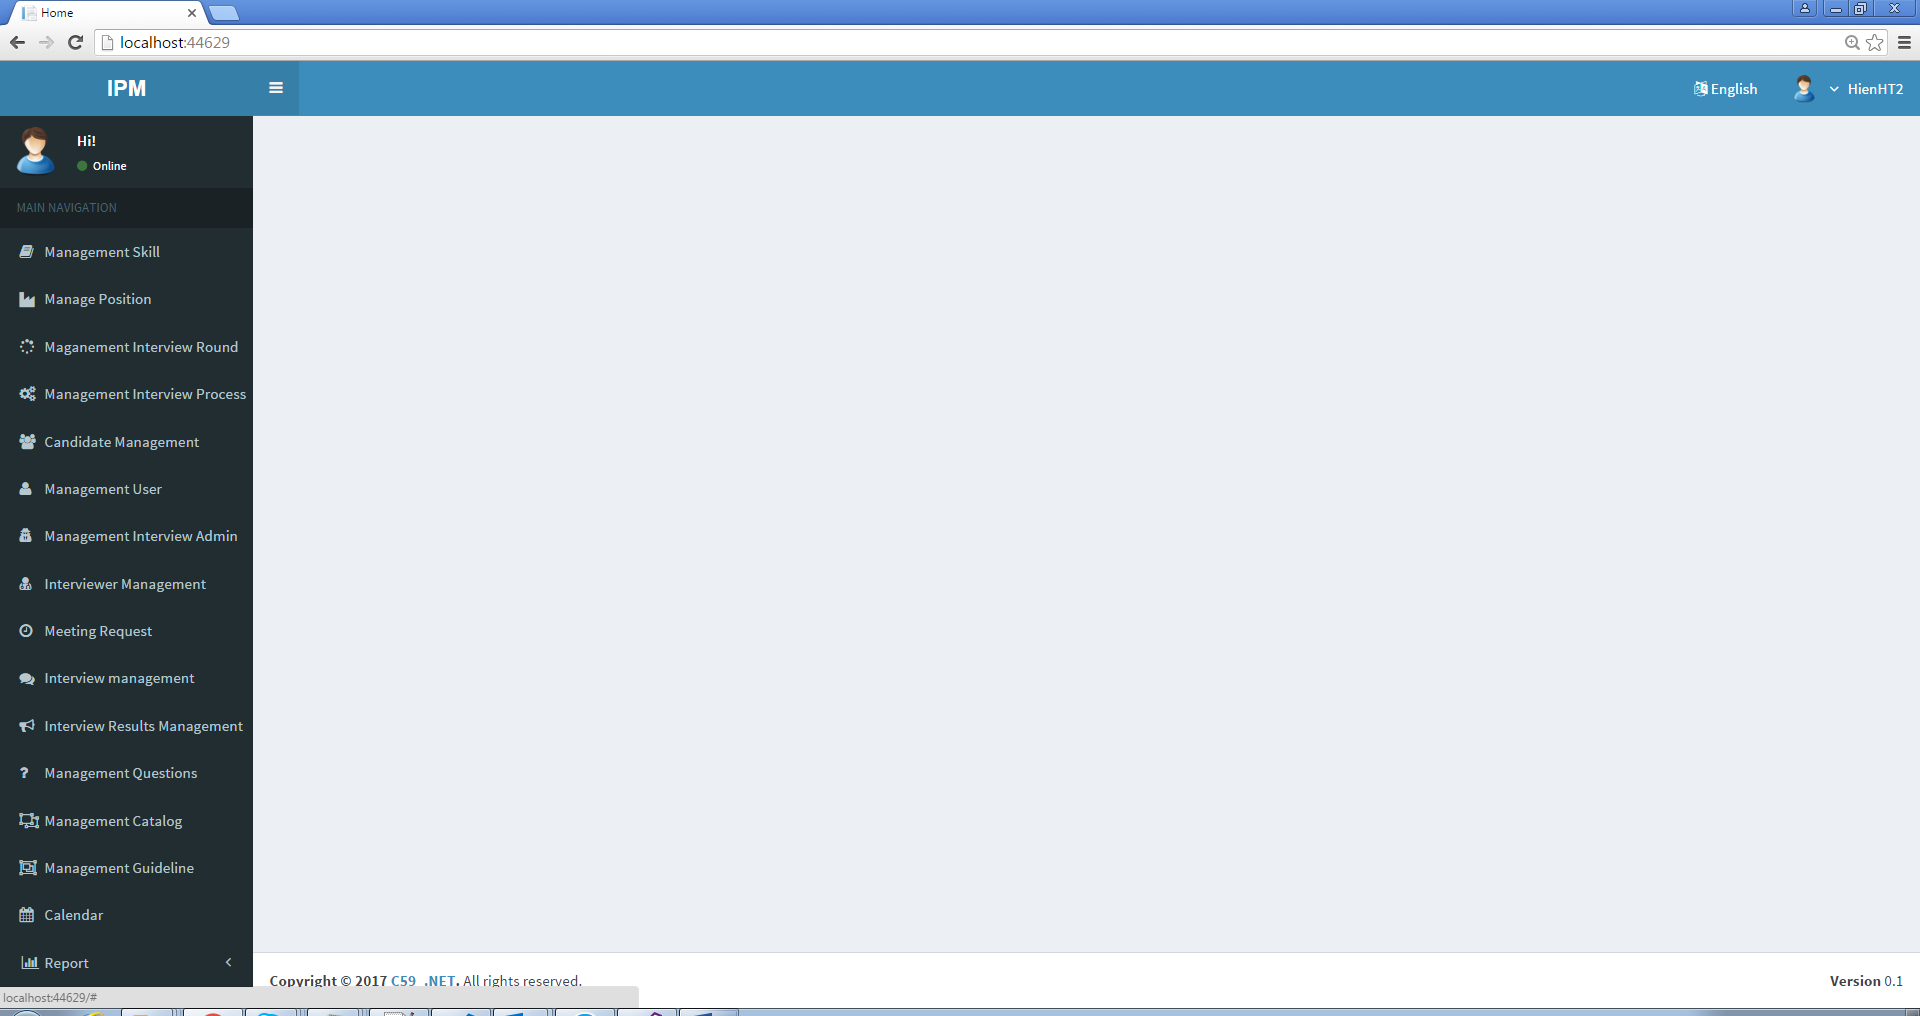 Home
localhost:44629
IPM
English
HienHT2
Hi!
Online
MAIN NAVIGATION
Management Skill
Manage Position
Maganement Interview Round
Management Interview Process
Candidate Management
Management User
Management Interview Admin
Interviewer Management
Meeting Request
Interview management
Interview Results Management
Management Questions
Management Catalog
Management Guideline
Calendar
Report
Copyright © 2017 C59_.NET. All rights reserved.
Version 0.1
localhost:44629/#